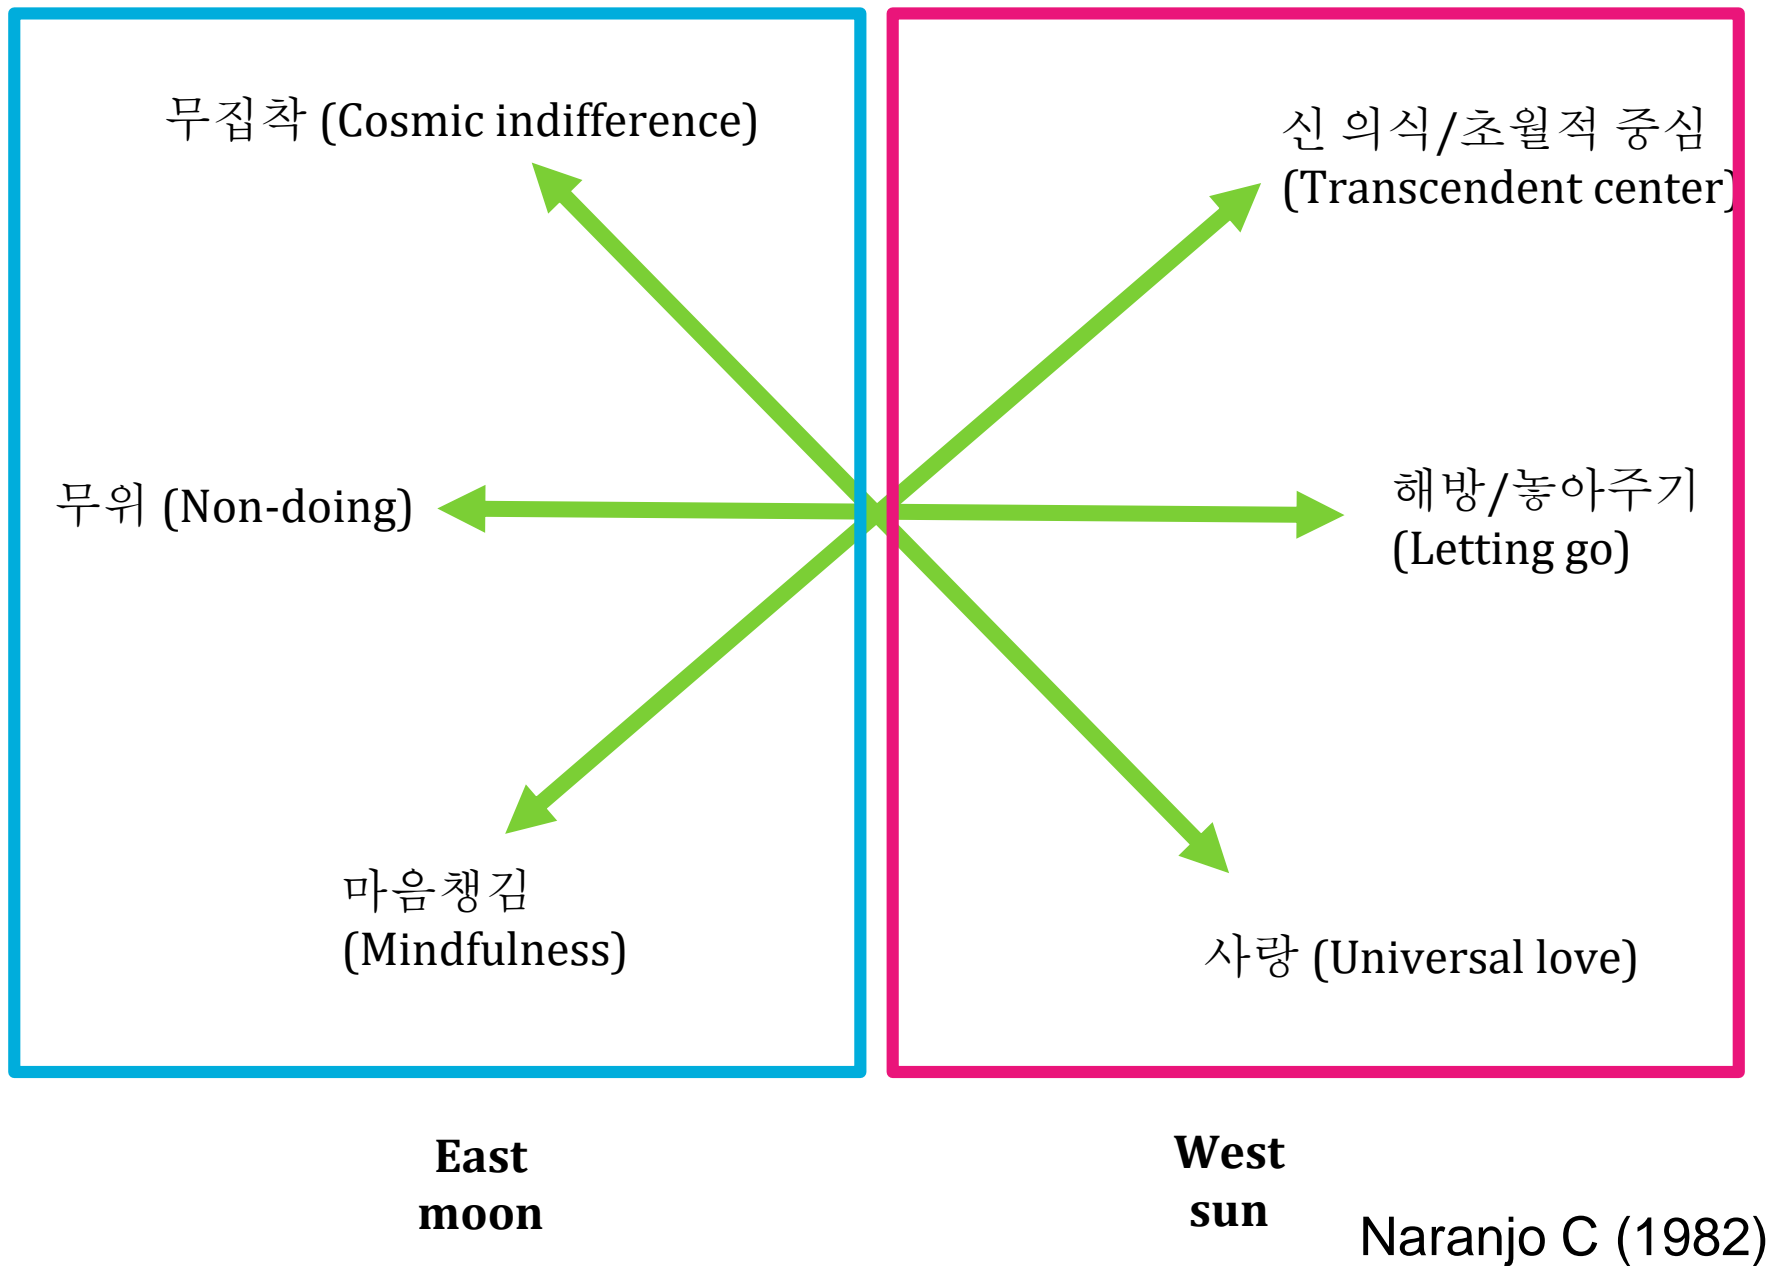 무집착 (Cosmic indifference)
신 의식/초월적 중심
(Transcendent center)
무위 (Non-doing)
해방/놓아주기
(Letting go)
마음챙김
(Mindfulness)
사랑 (Universal love)
East
moon
West
sun
Naranjo C (1982)